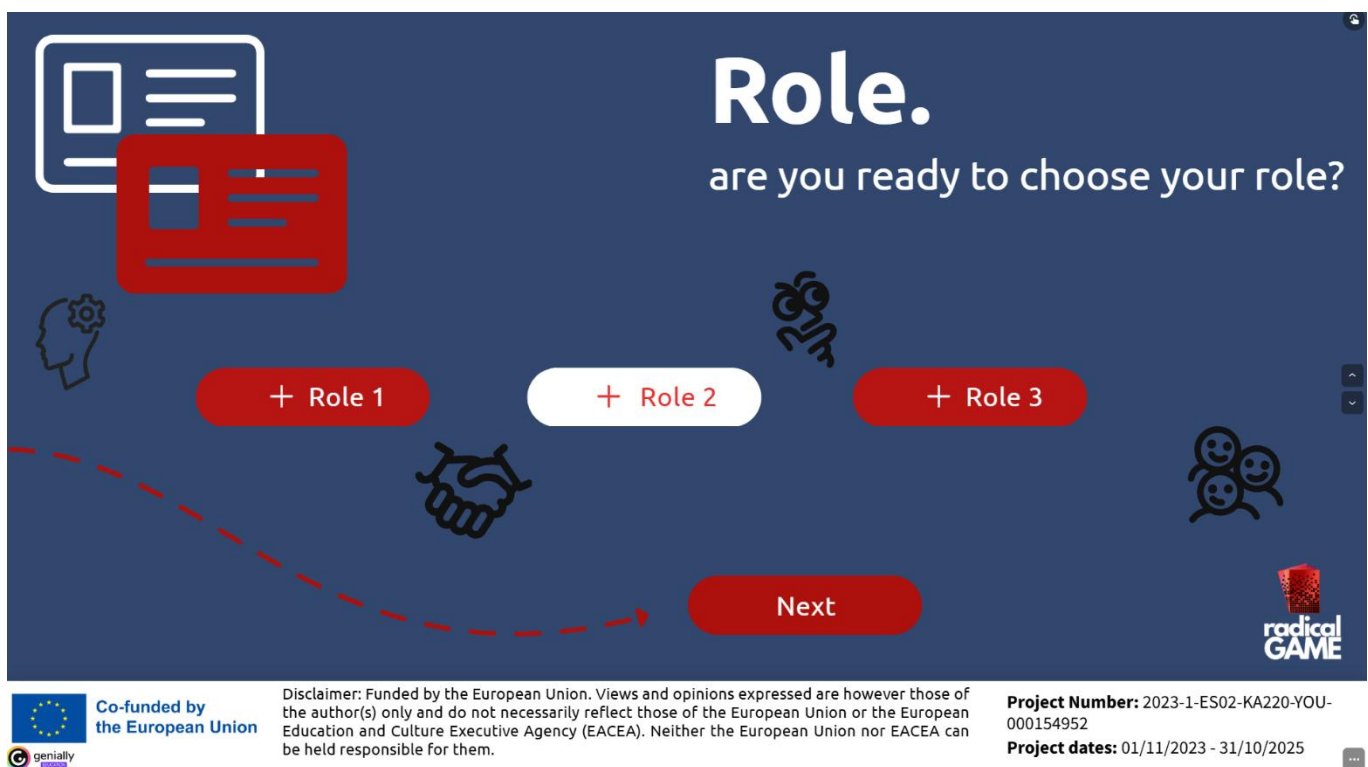 Role.
are you ready to choose your role?
+ Role 1
+ Role 2
+ Role 3
Next
radical
GAME
Co-funded by
the European Union
Disclaimer: Funded by the European Union. Views and opinions expressed are however those of
the author(s) only and do not necessarily reflect those of the European Union or the European
Education and Culture Executive Agency (EACEA). Neither the European Union nor EACEA can
be held responsible for them.
Project Number: 2023-1-ES02-KA220-YOU-
000154952
Project dates: 01/11/2023 - 31/10/2025
genially
EDUCATION